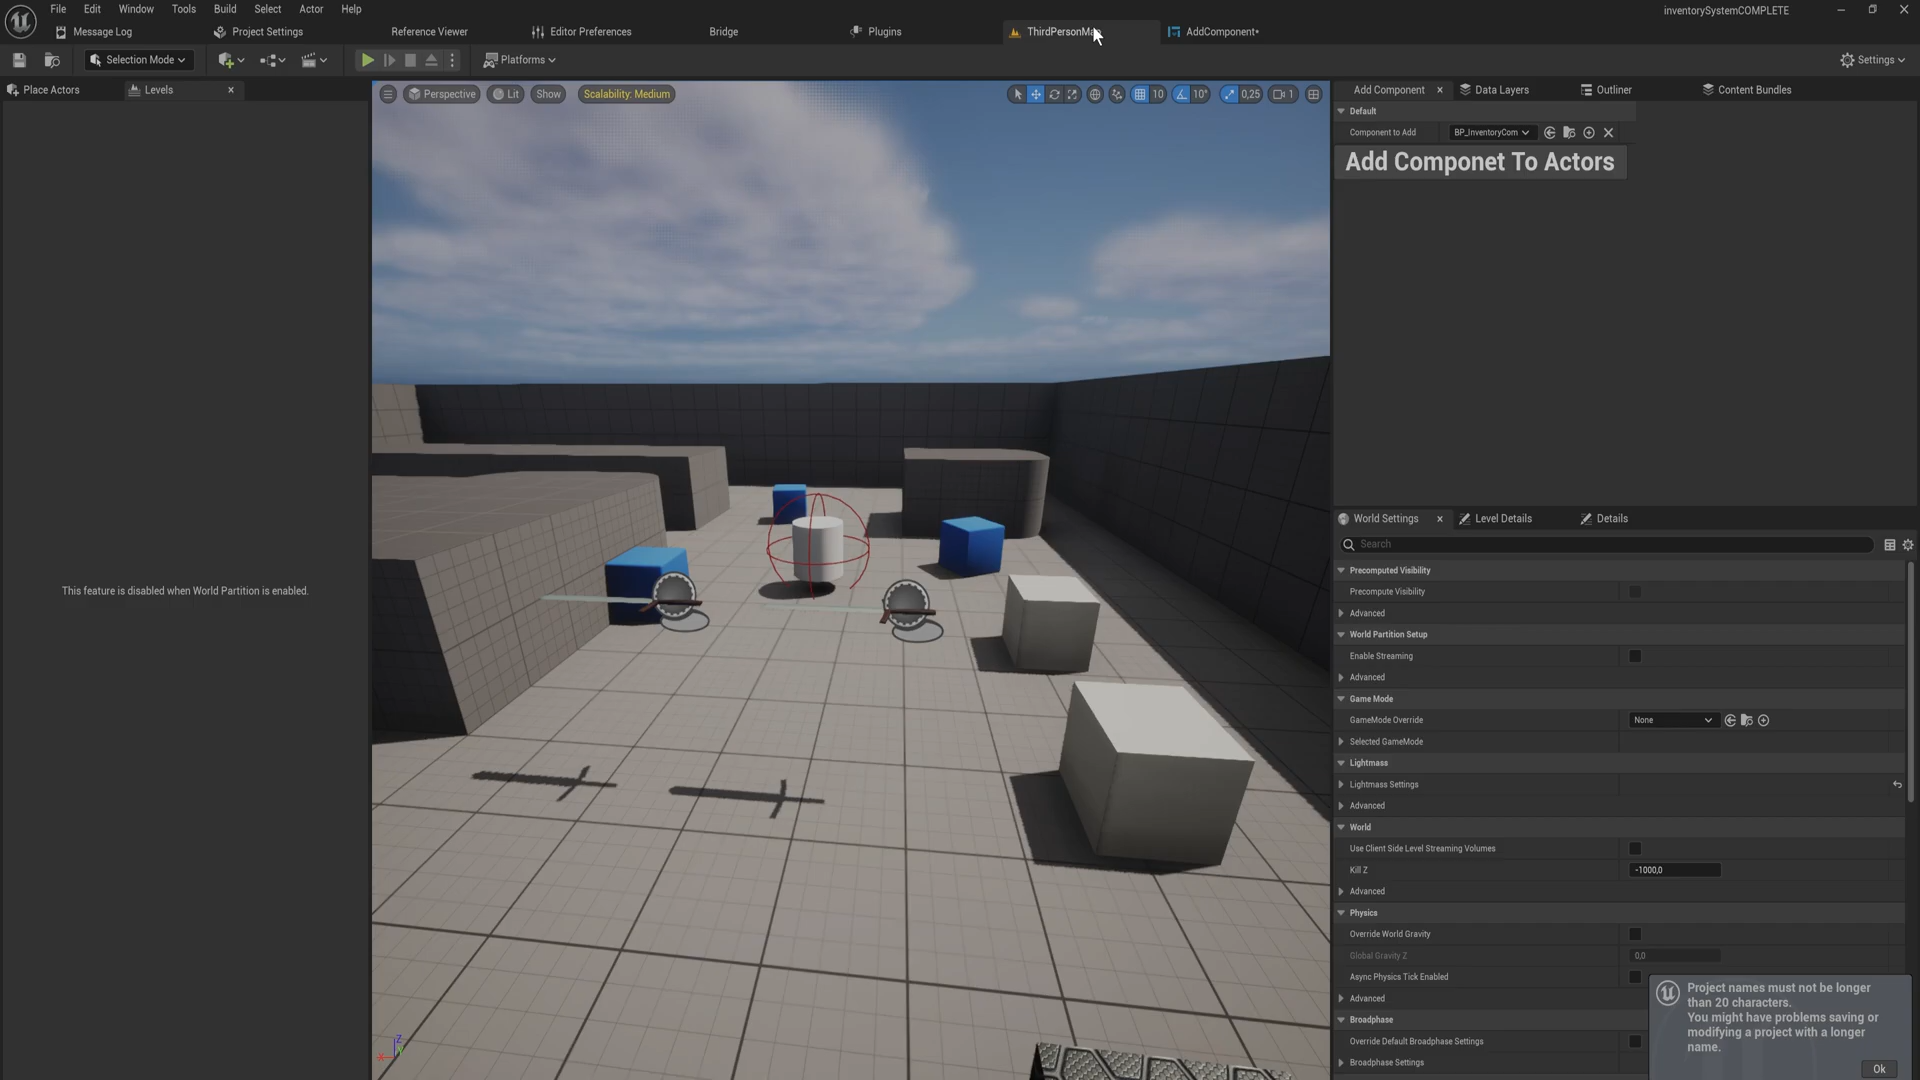 File Edit Window Tools Build Select Actor Help
inventorySystemCOMPLETE
Message Log
Project Settings
Reference Viewer
Editor Preferences
Bridge
Plugins
ThirdPersonMap
AddComponent*
Selection Mode
Platforms
Settings
Place Actors
Levels
Perspective
Lit
Show
Scalability: Medium
10
10°
0,25
1
Add Component
Data Layers
Outliner
Content Bundles
Default
Component to Add
BP_InventoryCom
Add Componet To Actors
This feature is disabled when World Partition is enabled.
World Settings
Level Details
Details
Search
Precomputed Visibility
Precompute Visibility
Advanced
World Partition Setup
Enable Streaming
Advanced
Game Mode
GameMode Override
None
Selected GameMode
Lightmass
Lightmass Settings
Advanced
World
Use Client Side Level Streaming Volumes
Kill Z
-1000,0
Advanced
Physics
Override World Gravity
Global Gravity Z
0,0
Async Physics Tick Enabled
Advanced
Broadphase
Override Default Broadphase Settings
Broadphase Settings
Project names must not be longer
than 20 characters.
You might have problems saving or
modifying a project with a longer
name.
Ok
Z
X